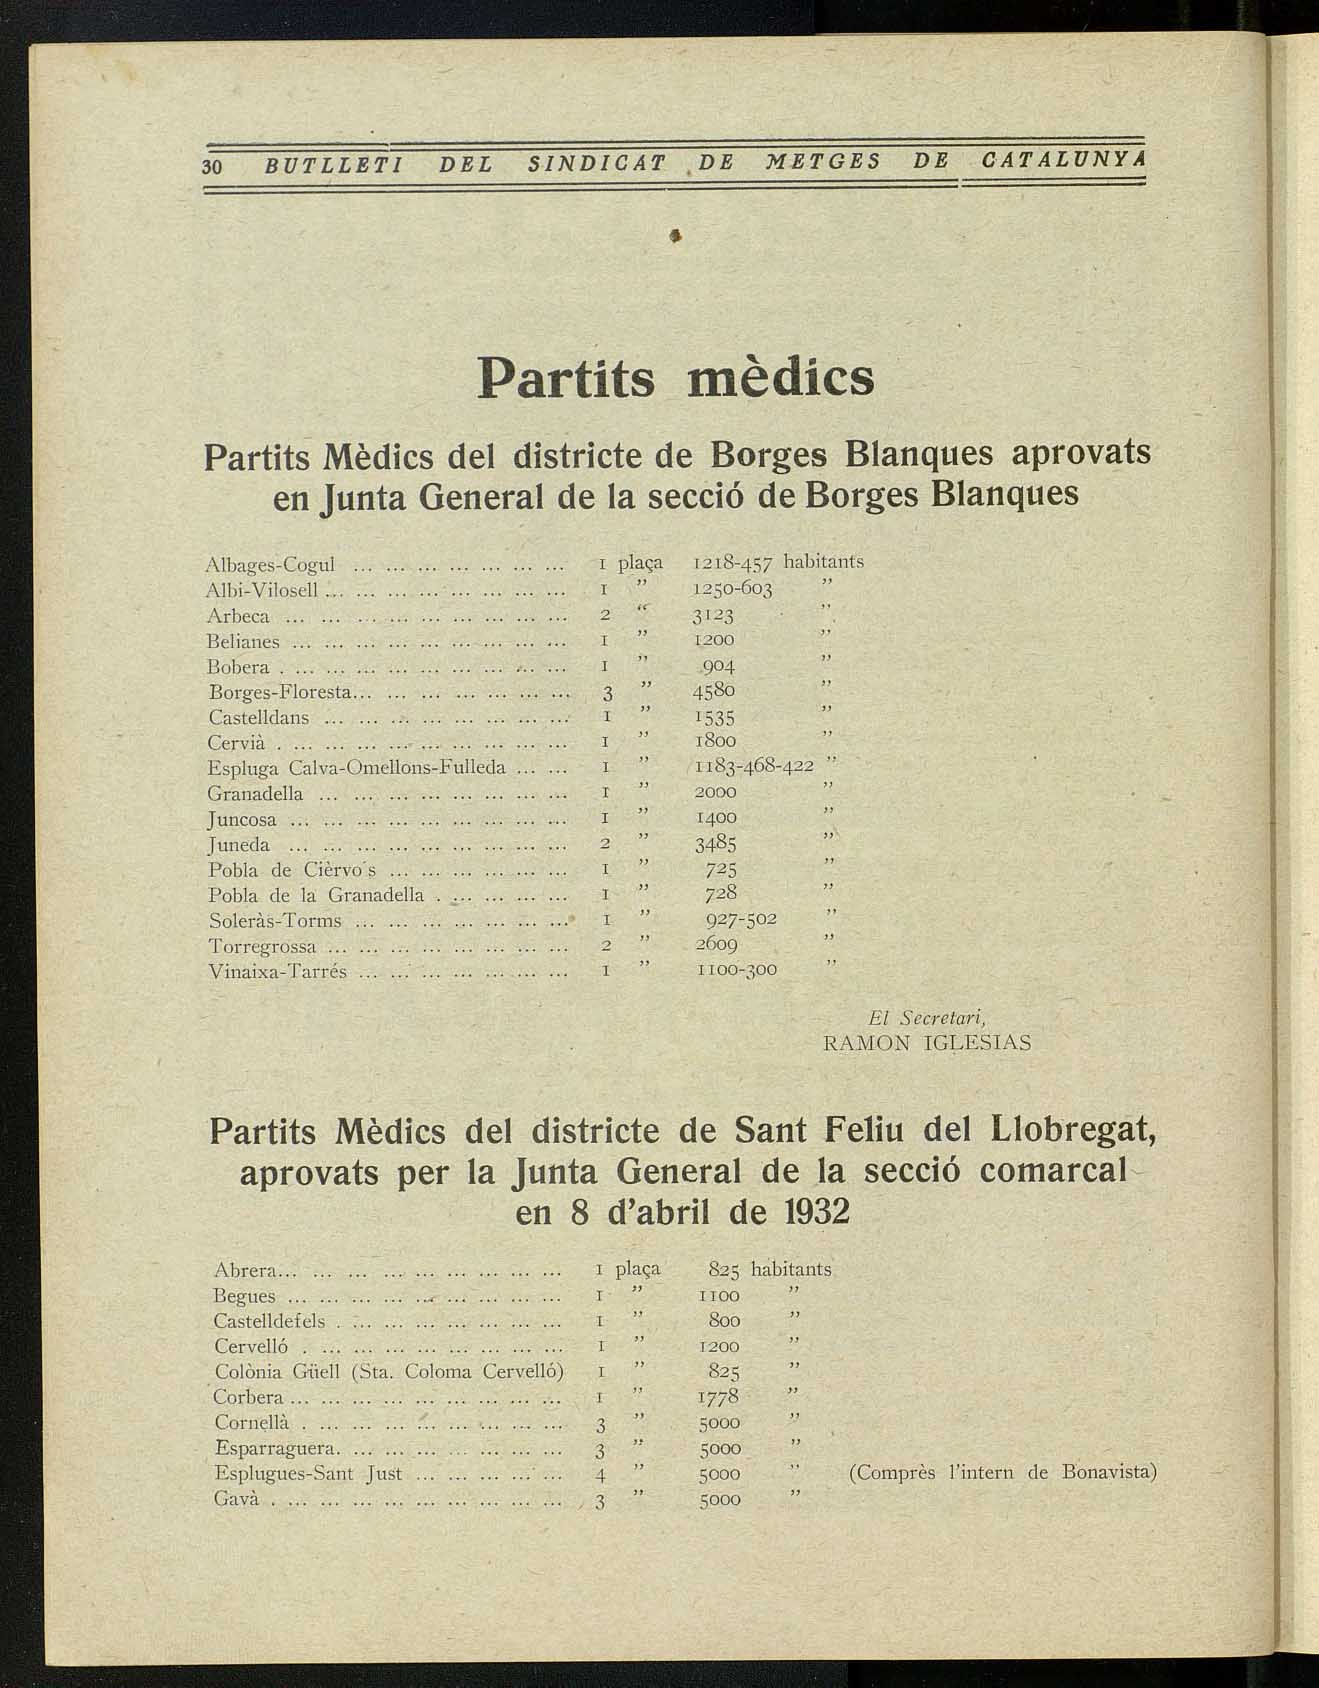 30 BUTLLETI DEL SINDICAT DE METGES DE CATALUNYA
Partits mèdics
Partits Mèdics del districte de Borges Blanques aprovats
en Junta General de la secció de Borges Blanques
Albages-Cogul ... ... ... ... ... ... ... 1 plaça 1218-457 habitants
Albi-Vilosell ... ... ... ... ... ... ... ... 1 " 1250-603 "
Arbeca ... ... ... ... ... ... ... ... ... 2 " 3123 "
Belianes ... ... ... ... ... ... ... ... ... 1 " 1200 "
Bobera . ... ... ... ... ... ... ... ... ... 1 " 904 "
Borges-Floresta... ... ... ... ... ... ... 3 " 4580 "
Castelldans ... ... ... ... ... ... ... ... 1 " 1535 "
Cervià . ... ... ... ... ... ... ... ... ... 1 " 1800 "
Espluga Calva-Omellons-Fulleda ... ... 1 " 1183-468-422 "
Granadella ... ... ... ... ... ... ... ... 1 " 2000 "
Juncosa ... ... ... ... ... ... ... ... ... 1 " 1400 "
Juneda ... ... ... ... ... ... ... ... ... 2 " 3485 "
Pobla de Cièrvo's ... ... ... ... ... ... 1 " 725 "
Pobla de la Granadella . ... ... ... ... 1 " 728 "
Soleràs-Torms ... ... ... ... ... ... ... 1 " 927-502 "
Torregrossa ... ... ... ... ... ... ... ... 2 " 2609 "
Vinaixa-Tarrés ... ... ... ... ... ... ... 1 " 1100-300 "
El Secretari,
RAMON IGLESIAS
Partits Mèdics del districte de Sant Feliu del Llobregat,
aprovats per la Junta General de la secció comarcal
en 8 d'abril de 1932
Abrera... ... ... ... ... ... ... ... ... 1 plaça 825 habitants
Begues ... ... ... ... ... ... ... ... ... 1 " 1100 "
Castelldefels . ... ... ... ... ... ... ... 1 " 800 "
Cervelló . ... ... ... ... ... ... ... ... 1 " 1200 "
Colònia Güell (Sta. Coloma Cervelló) 1 " 825 "
Corbera ... ... ... ... ... ... ... ... ... 1 " 1778 "
Cornellà . ... ... ... ... ... ... ... ... 3 " 5000 "
Esparraguera. ... ... ... ... ... ... ... 3 " 5000 "
Esplugues-Sant Just ... ... ... ... ... 4 " 5000 " (Comprès l'intern de Bonavista)
Gavà . ... ... ... ... ... ... ... ... ... 3 " 5000 "